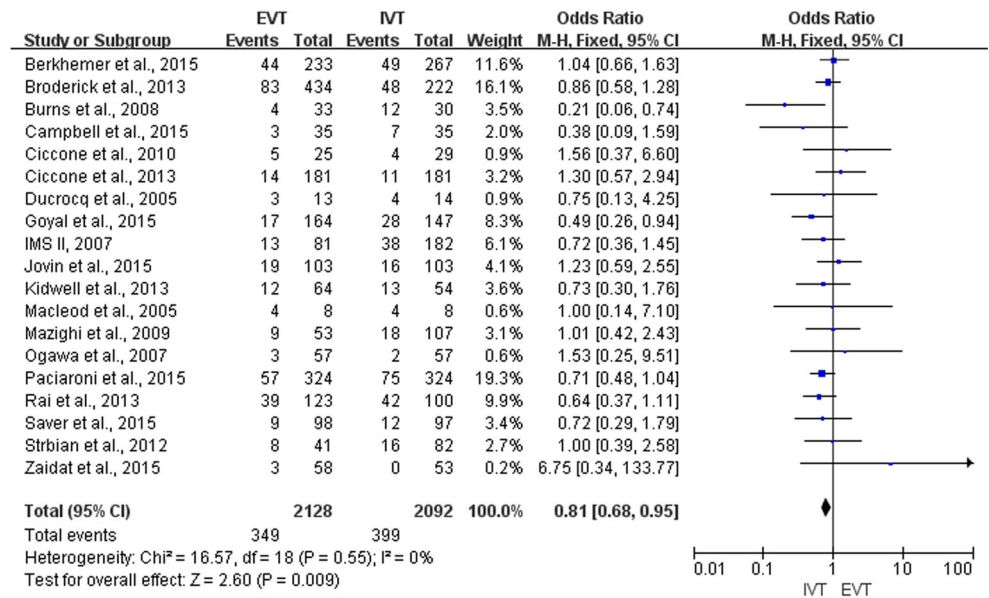 EVT IVT Odds Ratio Odds Ratio
Study or Subgroup Events Total Events Total Weight M-H, Fixed, 95% CI M-H, Fixed, 95% CI
Berkhemer et al., 2015 44 233 49 267 11.6% 1.04 [0.66, 1.63]
Broderick et al., 2013 83 434 48 222 16.1% 0.86 [0.58, 1.28]
Burns et al., 2008 4 33 12 30 3.5% 0.21 [0.06, 0.74]
Campbell et al., 2015 3 35 7 35 2.0% 0.38 [0.09, 1.59]
Ciccone et al., 2010 5 25 4 29 0.9% 1.56 [0.37, 6.60]
Ciccone et al., 2013 14 181 11 181 3.2% 1.30 [0.57, 2.94]
Ducrocq et al., 2005 3 13 4 14 0.9% 0.75 [0.13, 4.25]
Goyal et al., 2015 17 164 28 147 8.3% 0.49 [0.26, 0.94]
IMS II, 2007 13 81 38 182 6.1% 0.72 [0.36, 1.45]
Jovin et al., 2015 19 103 16 103 4.1% 1.23 [0.59, 2.55]
Kidwell et al., 2013 12 64 13 54 3.6% 0.73 [0.30, 1.76]
Macleod et al., 2005 4 8 4 8 0.6% 1.00 [0.14, 7.10]
Mazighi et al., 2009 9 53 18 107 3.1% 1.01 [0.42, 2.43]
Ogawa et al., 2007 3 57 2 57 0.6% 1.53 [0.25, 9.51]
Paciaroni et al., 2015 57 324 75 324 19.3% 0.71 [0.48, 1.04]
Rai et al., 2013 39 123 42 100 9.9% 0.64 [0.37, 1.11]
Saver et al., 2015 9 98 12 97 3.4% 0.72 [0.29, 1.79]
Strbian et al., 2012 8 41 16 82 2.7% 1.00 [0.39, 2.58]
Zaidat et al., 2015 3 58 0 53 0.2% 6.75 [0.34, 133.77]
Total (95% CI) 2128 2092 100.0% 0.81 [0.68, 0.95]
Total events 349 399
Heterogeneity: Chi² = 16.57, df = 18 (P = 0.55); I² = 0%
Test for overall effect: Z = 2.60 (P = 0.009)
0.01 0.1 1 10 100
IVT EVT